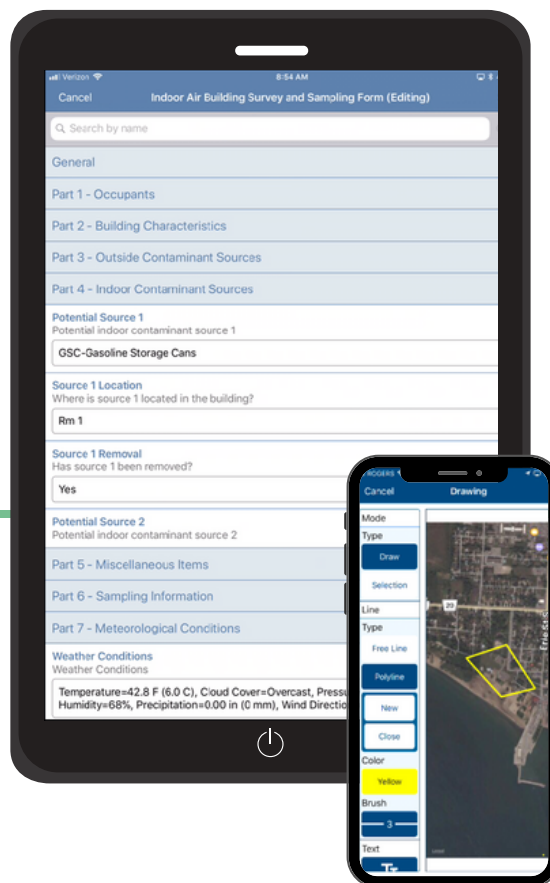 Verizon
8:54 AM
Cancel
Indoor Air Building Survey and Sampling Form (Editing)
Search by name
General
Part 1 - Occupants
Part 2 - Building Characteristics
Part 3 - Outside Contaminant Sources
Part 4 - Indoor Contaminant Sources
Potential Source 1
Potential indoor contaminant source 1
GSC-Gasoline Storage Cans
Source 1 Location
Where is source 1 located in the building?
Rm 1
Source 1 Removal
Has source 1 been removed?
Yes
Potential Source 2
Potential indoor contaminant source 2
Part 5 - Miscellaneous Items
Part 6 - Sampling Information
Part 7 - Meteorological Conditions
Weather Conditions
Weather Conditions
Temperature=42.8 F (6.0 C), Cloud Cover=Overcast, Pressu
Humidity=68%, Precipitation=0.00 in (0 mm), Wind Directio
ROGERS
Cancel
Drawing
Mode
Type
Draw
Selection
Line
Type
Free Line
Polyline
New
Close
Color
Yellow
Brush
3
Text
TT
20
Erie St S